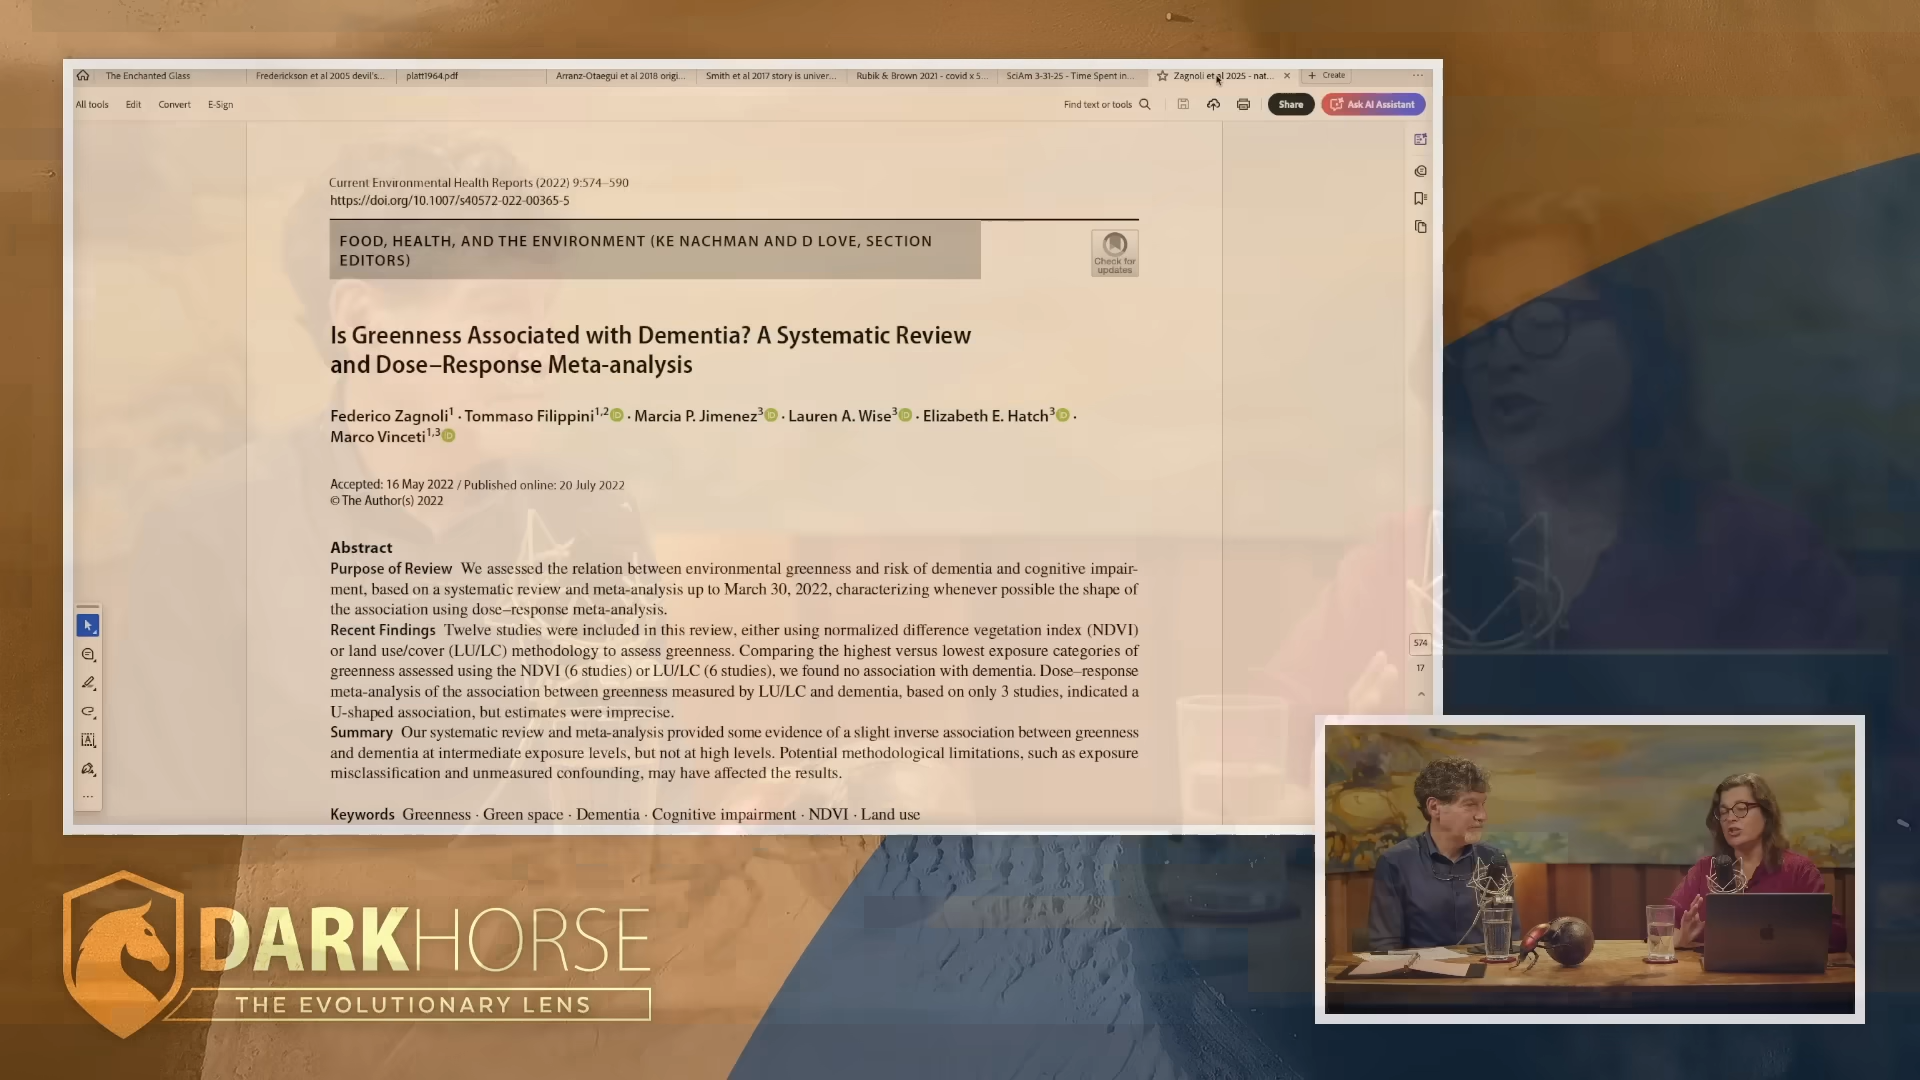 The Enchanted Glass
Frederickson et al 2005 devil's...
platt1964.pdf
Arranz-Otaegui et al 2018 origi...
Smith et al 2017 story is univer...
Rubik & Brown 2021 - covid x 5...
SciAm 3-31-25 - Time Spent in...
Zagnoli et al 2025 - nat...
Create
All tools Edit Convert E-Sign
Find text or tools
Share
Ask AI Assistant
Current Environmental Health Reports (2022) 9:574–590
https://doi.org/10.1007/s40572-022-00365-5
FOOD, HEALTH, AND THE ENVIRONMENT (KE NACHMAN AND D LOVE, SECTION
EDITORS)
Check for
updates
Is Greenness Associated with Dementia? A Systematic Review
and Dose–Response Meta-analysis
Federico Zagnoli1 · Tommaso Filippini1,2 · Marcia P. Jimenez3 · Lauren A. Wise3 · Elizabeth E. Hatch3 ·
Marco Vinceti1,3
Accepted: 16 May 2022 / Published online: 20 July 2022
© The Author(s) 2022
Abstract
Purpose of Review We assessed the relation between environmental greenness and risk of dementia and cognitive impair-
ment, based on a systematic review and meta-analysis up to March 30, 2022, characterizing whenever possible the shape of
the association using dose–response meta-analysis.
Recent Findings Twelve studies were included in this review, either using normalized difference vegetation index (NDVI)
or land use/cover (LU/LC) methodology to assess greenness. Comparing the highest versus lowest exposure categories of
greenness assessed using the NDVI (6 studies) or LU/LC (6 studies), we found no association with dementia. Dose–response
meta-analysis of the association between greenness measured by LU/LC and dementia, based on only 3 studies, indicated a
U-shaped association, but estimates were imprecise.
Summary Our systematic review and meta-analysis provided some evidence of a slight inverse association between greenness
and dementia at intermediate exposure levels, but not at high levels. Potential methodological limitations, such as exposure
misclassification and unmeasured confounding, may have affected the results.
Keywords Greenness · Green space · Dementia · Cognitive impairment · NDVI · Land use
574
17
DARKHORSE
THE EVOLUTIONARY LENS